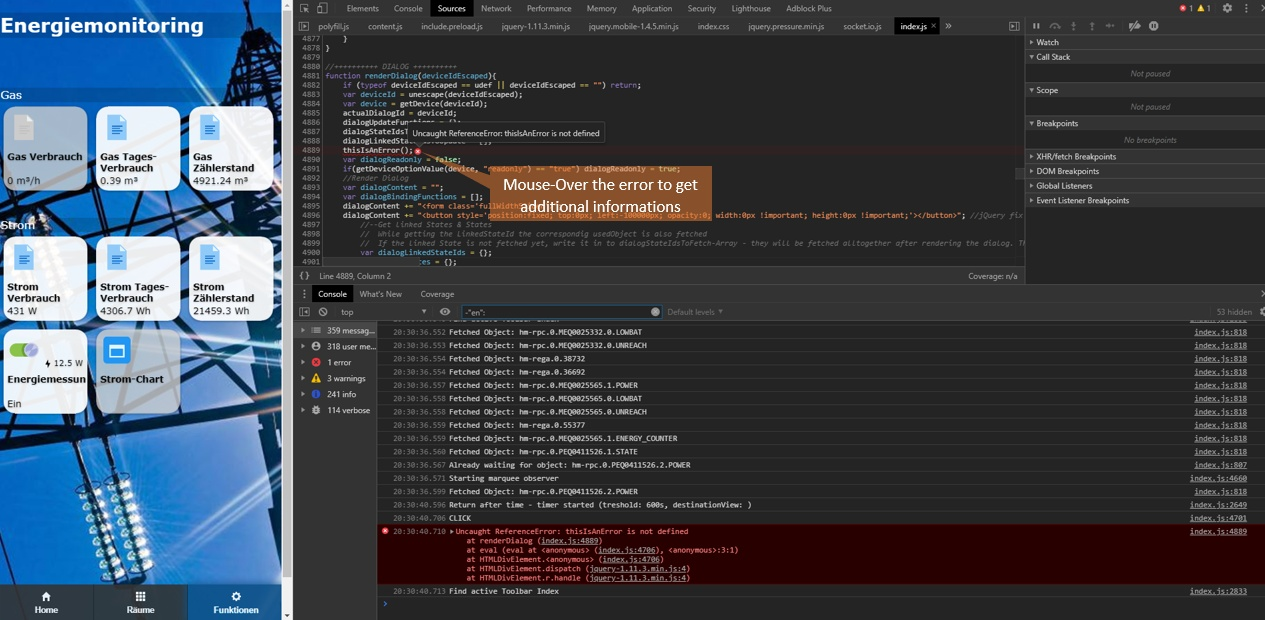 Energiemonitoring
Gas
Gas Verbrauch
0 m³/h
Gas Tages-
Verbrauch
0.39 m³
Gas
Zählerstand
4921.24 m³
Strom
Strom
Verbrauch
431 W
Strom Tages-
Verbrauch
4306.7 Wh
Strom
Zählerstand
21459.3 Wh
12.5 W
Energiemessun
Ein
Strom-Chart
Home
Räume
Funktionen
Elements Console Sources Network Performance Memory Application Security Lighthouse Adblock Plus
1 1
polyfill.js content.js include.preload.js jquery-1.11.3.min.js jquery.mobile-1.4.5.min.js index.css jquery.pressure.min.js socket.io.js index.js × »
4877 }
4878 }
4879
4880 //++++++++++ DIALOG ++++++++++
4881 function renderDialog(deviceIdEscaped){
4882 if (typeof deviceIdEscaped == udef || deviceIdEscaped == "") return;
4883 var deviceId = unescape(deviceIdEscaped);
4884 var device = getDevice(deviceId);
4885 actualDialogId = deviceId;
4886 dialogUpdateFunctions = {};
4887 dialogStateIdsT
Uncaught ReferenceError: thisIsAnError is not defined
4888 dialogLinkedState
4889 thisIsAnError();
4890 var dialogReadonly = false;
4891 if(getDeviceOptionValue(device, "readonly") == "true") dialogReadonly = true;
4892 //Render Dialog
4893 var dialogContent = "";
4894 var dialogBindingFunctions = [];
4895 dialogContent += "<form class='fullWidth
4896 dialogContent += "<button style='position:fixed; top:0px; left:-100000px; opacity:0; width:0px !important; height:0px !important;'></button>"; //jQuery fix
4897 //--Get Linked States & States
4898 // While getting the LinkedStateId the correspondig usedObject is also fetched
4899 // If the Linked State is not fetched yet, write it in to dialogStateIdsToFetch-Array - they will be fetched alltogether after rendering the dialog.
4900 var dialogLinkedStateIds = {};
4901 tes = {};
Mouse-Over the error to get
additional informations
{} Line 4889, Column 2
Coverage: n/a
Watch
Call Stack
Not paused
Scope
Not paused
Breakpoints
No breakpoints
XHR/fetch Breakpoints
DOM Breakpoints
Global Listeners
Event Listener Breakpoints
Console What's New Coverage
top
-"en":
Default levels ▼
53 hidden
359 messag...
318 user me...
1 error
3 warnings
241 info
114 verbose
20:30:36.552 Fetched Object: hm-rpc.0.MEQ0025332.0.LOWBAT index.js:818
20:30:36.553 Fetched Object: hm-rpc.0.MEQ0025332.0.UNREACH index.js:818
20:30:36.554 Fetched Object: hm-rega.0.38732 index.js:818
20:30:36.554 Fetched Object: hm-rega.0.36692 index.js:818
20:30:36.557 Fetched Object: hm-rpc.0.MEQ0025565.1.POWER index.js:818
20:30:36.558 Fetched Object: hm-rpc.0.MEQ0025565.0.LOWBAT index.js:818
20:30:36.558 Fetched Object: hm-rpc.0.MEQ0025565.0.UNREACH index.js:818
20:30:36.559 Fetched Object: hm-rega.0.55377 index.js:818
20:30:36.559 Fetched Object: hm-rpc.0.MEQ0025565.1.ENERGY_COUNTER index.js:818
20:30:36.560 Fetched Object: hm-rpc.0.PEQ0411526.1.STATE index.js:818
20:30:36.567 Already waiting for object: hm-rpc.0.PEQ0411526.2.POWER index.js:807
20:30:36.571 Starting marquee observer index.js:4660
20:30:36.599 Fetched Object: hm-rpc.0.PEQ0411526.2.POWER index.js:818
20:30:40.596 Return after time - timer started (treshold: 600s, destinationView: ) index.js:2649
20:30:40.706 CLICK index.js:4701
20:30:40.710 Uncaught ReferenceError: thisIsAnError is not defined index.js:4889
at renderDialog (index.js:4889)
at eval (eval at <anonymous> (index.js:4706), <anonymous>:3:1)
at HTMLDivElement.<anonymous> (index.js:4706)
at HTMLDivElement.dispatch (jquery-1.11.3.min.js:4)
at HTMLDivElement.r.handle (jquery-1.11.3.min.js:4)
20:30:40.713 Find active Toolbar Index index.js:2833